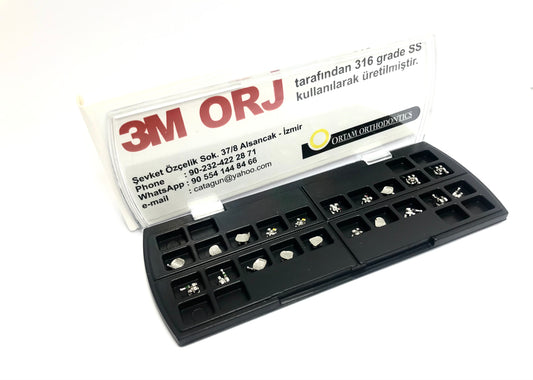 3M ORJ
tarafından 316 grade SS
kullanılarak üretilmiştir.
Şevket Özçelik Sok. 37/8 Alsancak - İzmir
Phone : 90-232-422 28 71
WhatsApp : 90 554 144 84 66
e-mail : catagun@yahoo.com
ORTAM ORTHODONTICS